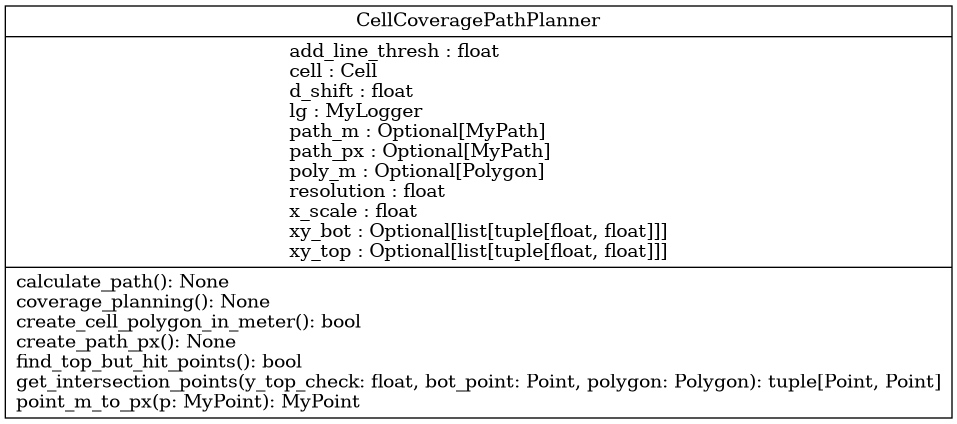 CellCoveragePathPlanner
add_line_thresh : float
cell : Cell
d_shift : float
lg : MyLogger
path_m : Optional[MyPath]
path_px : Optional[MyPath]
poly_m : Optional[Polygon]
resolution : float
x_scale : float
xy_bot : Optional[list[tuple[float, float]]]
xy_top : Optional[list[tuple[float, float]]]
calculate_path(): None
coverage_planning(): None
create_cell_polygon_in_meter(): bool
create_path_px(): None
find_top_but_hit_points(): bool
get_intersection_points(y_top_check: float, bot_point: Point, polygon: Polygon): tuple[Point, Point]
point_m_to_px(p: MyPoint): MyPoint